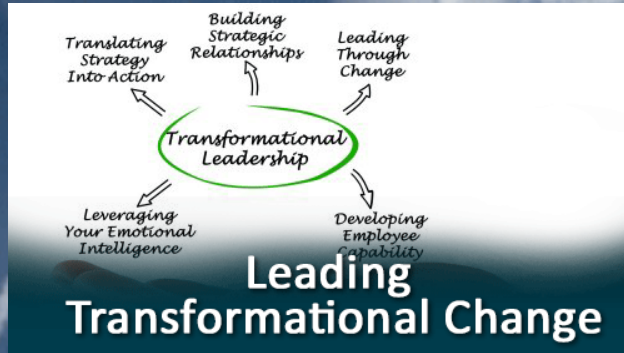 Building
Strategic
Relationships
Translating
Strategy
Into Action
Leading
Through
Change
Transformational
Leadership
Leveraging
Your Emotional
Intelligence
Developing
Employee
Capability
Leading
Transformational Change